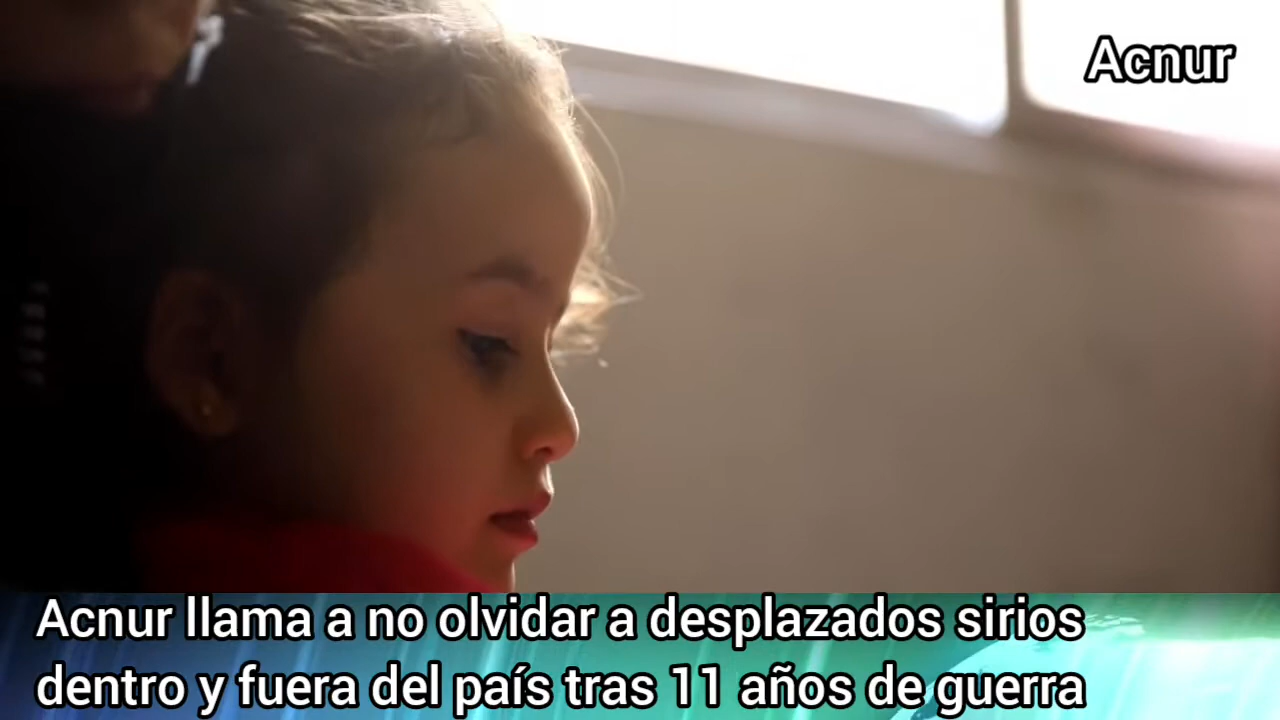 Acnur
Acnur llama a no olvidar a desplazados sirios
dentro y fuera del país tras 11 años de guerra